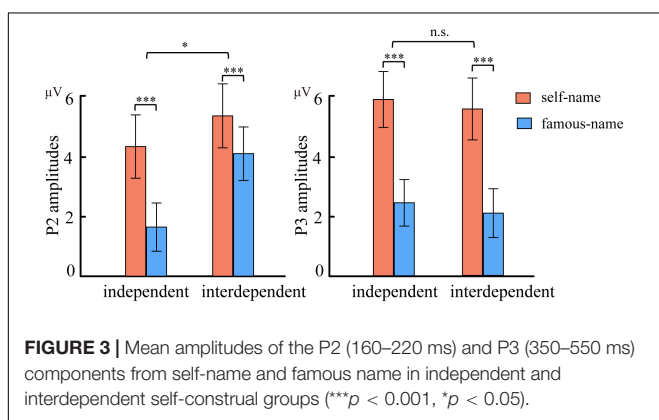 n.s.
*
*** *** *** ***
μV μV
6 6
4 4
2 2
0 0
P2 amplitudes
P3 amplitudes
self-name
famous-name
independent interdependent independent interdependent
FIGURE 3 | Mean amplitudes of the P2 (160–220 ms) and P3 (350–550 ms)
components from self-name and famous name in independent and
interdependent self-construal groups (***p < 0.001, *p < 0.05).